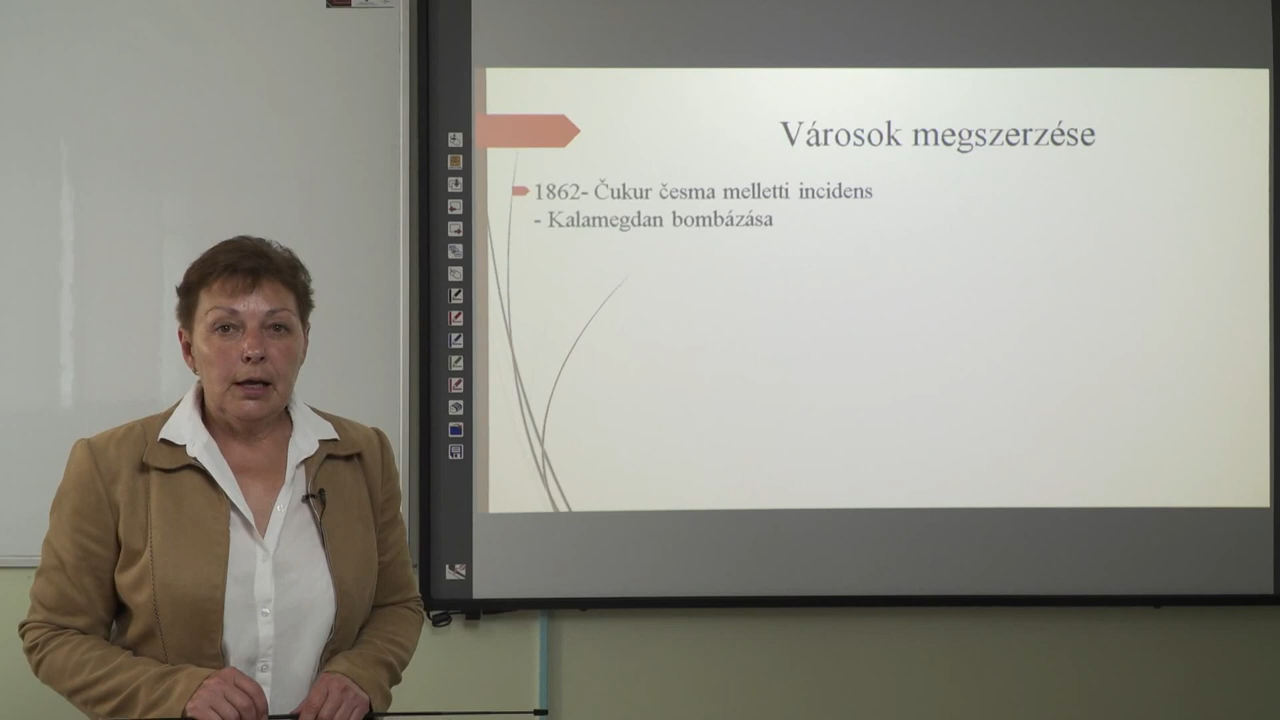 Városok megszerzése
1862- Čukur česma melletti incidens
- Kalamegdan bombázása